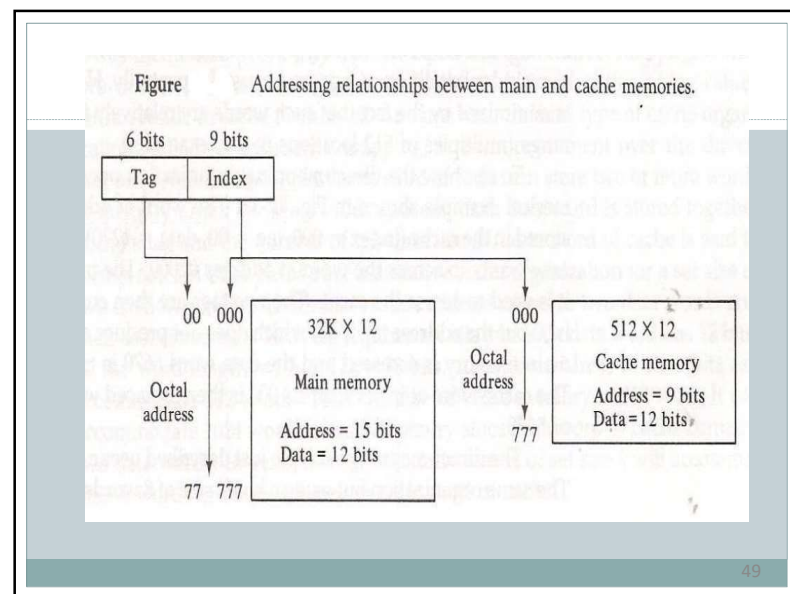 Figure Addressing relationships between main and cache memories.
6 bits 9 bits
Tag Index
00 000
32K X 12
Main memory
Address = 15 bits
Data = 12 bits
Octal
address
77 777
000
512 X 12
Cache memory
Address = 9 bits
Data = 12 bits
Octal
address
777
49